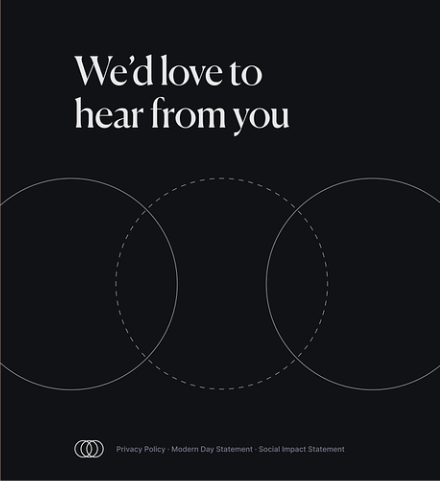 We’d love to
hear from you
Privacy Policy · Modern Day Statement · Social Impact Statement